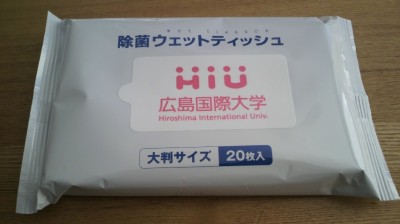 除菌ウェットティッシュ
HiU
広島国際大学
Hiroshima International Univ.
大判サイズ 20枚入